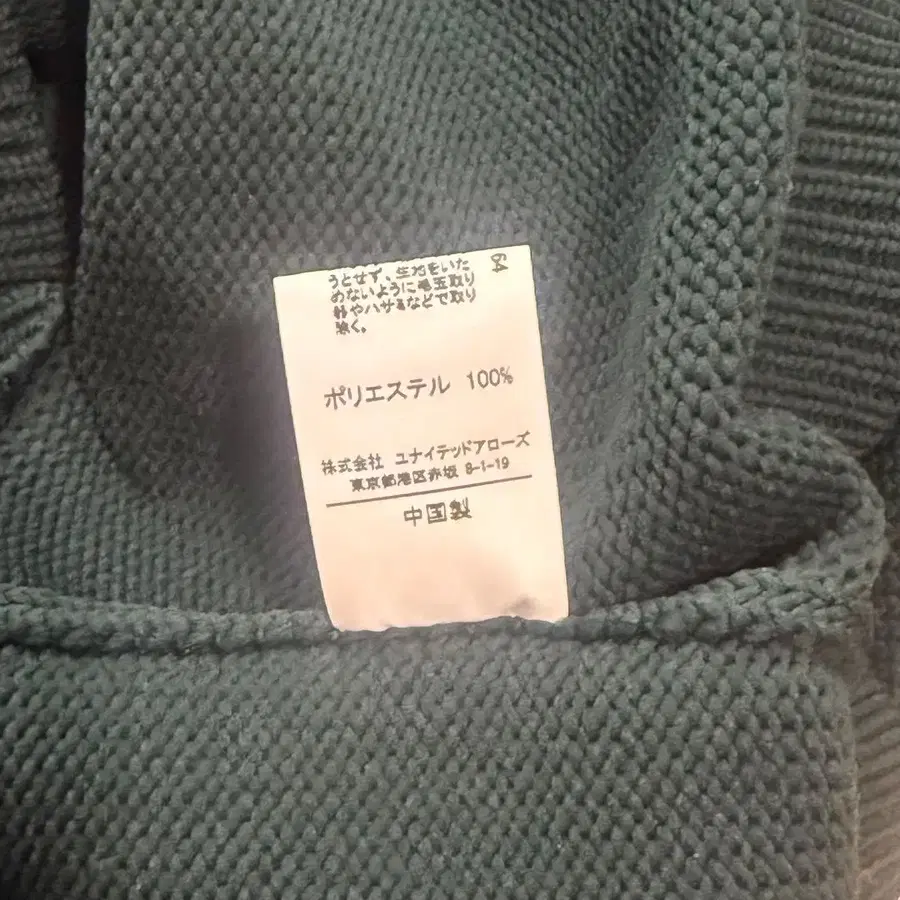 うとせず、生地をいた
めないように毛玉取り
器やハサミなどで取り
除く。
64
ポリエステル 100%
株式会社 ユナイテッドアローズ
東京都港区赤坂 8-1-19
中国製